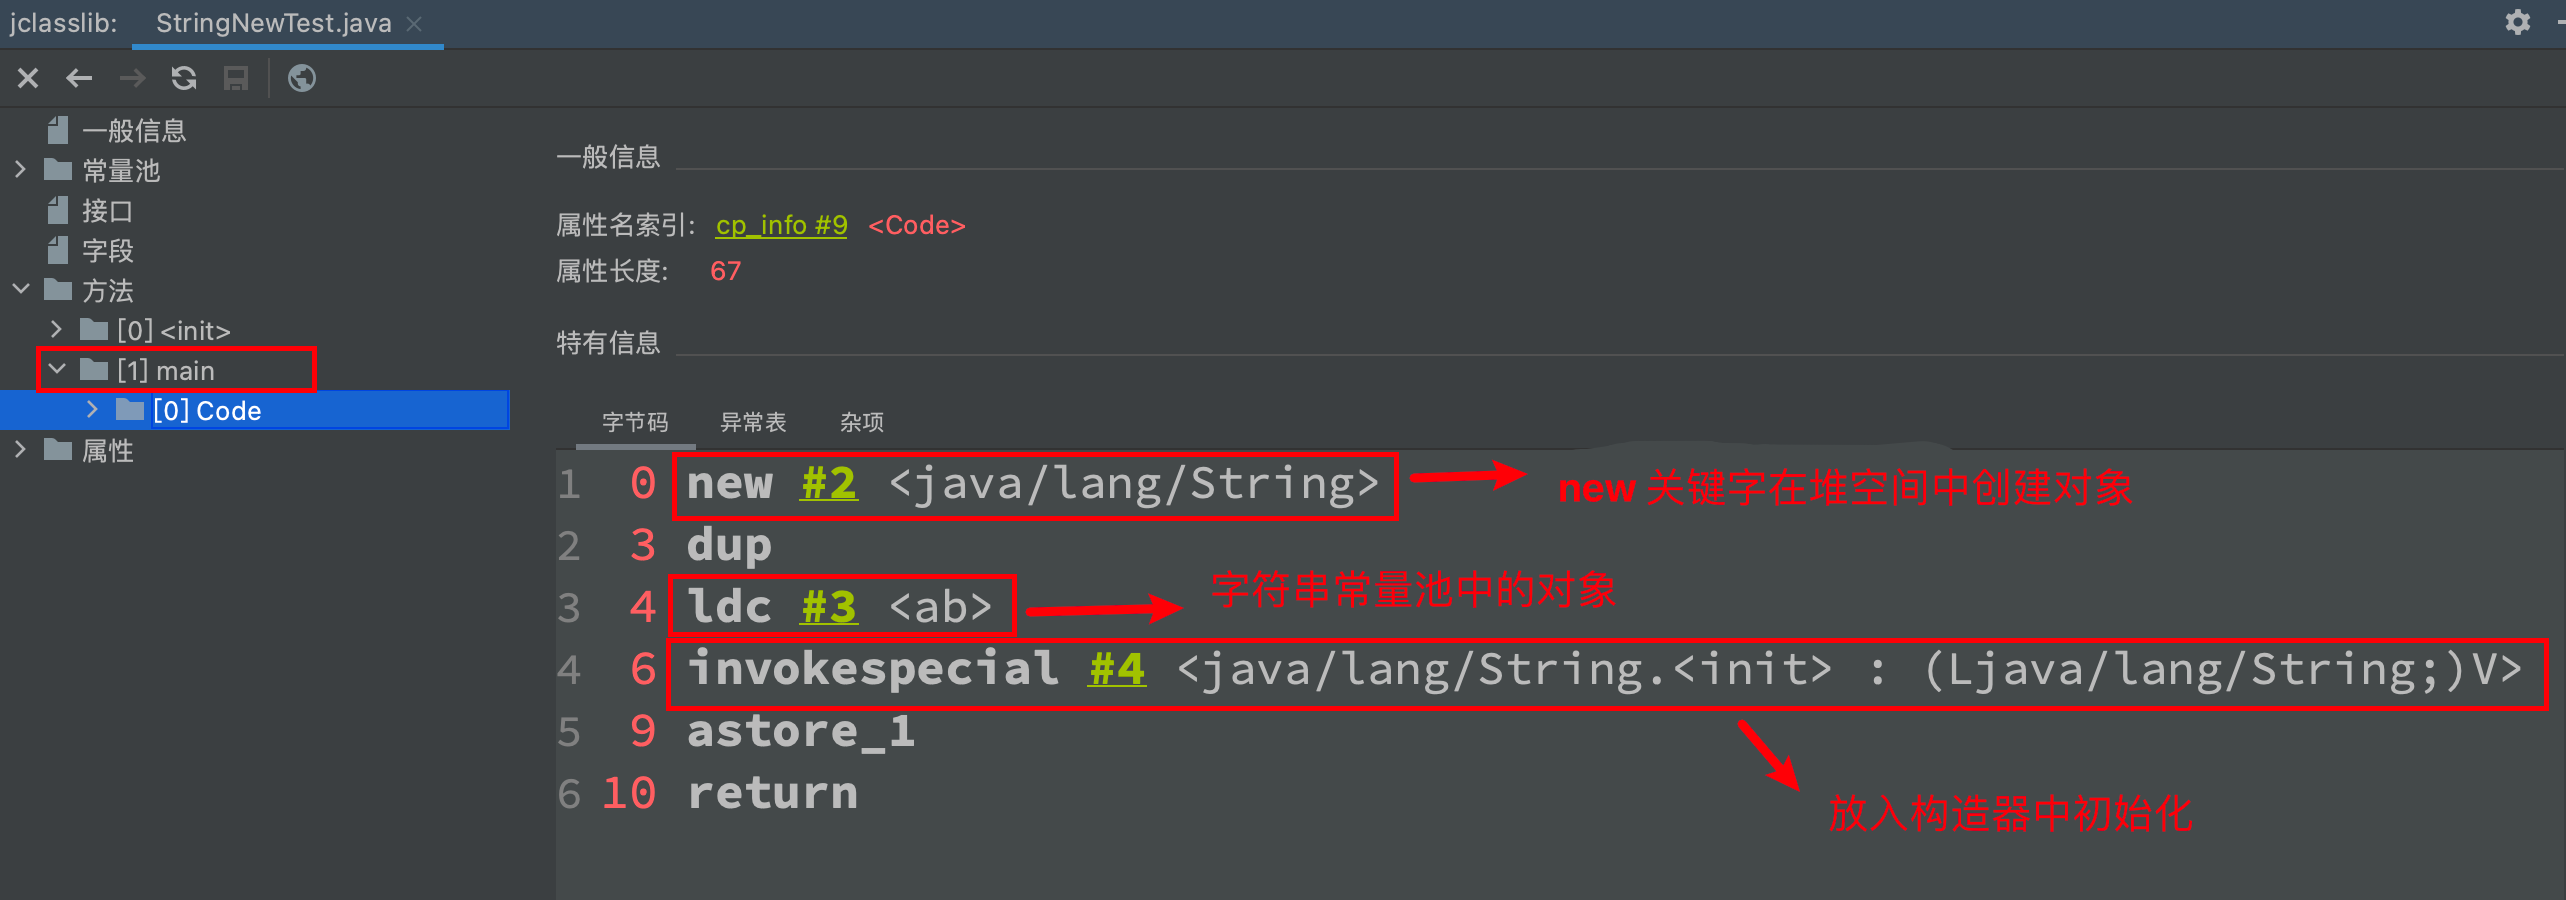 jclasslib: StringNewTest.java
一般信息
常量池
接口
字段
方法
[0] <init>
[1] main
[0] Code
属性
一般信息
属性名索引: cp_info #9 <Code>
属性长度: 67
特有信息
字节码 异常表 杂项
1 0 new #2 <java/lang/String> new 关键字在堆空间中创建对象
2 3 dup
3 4 ldc #3 <ab> 字符串常量池中的对象
4 6 invokespecial #4 <java/lang/String.<init> : (Ljava/lang/String;)V>
5 9 astore_1
6 10 return
放入构造器中初始化